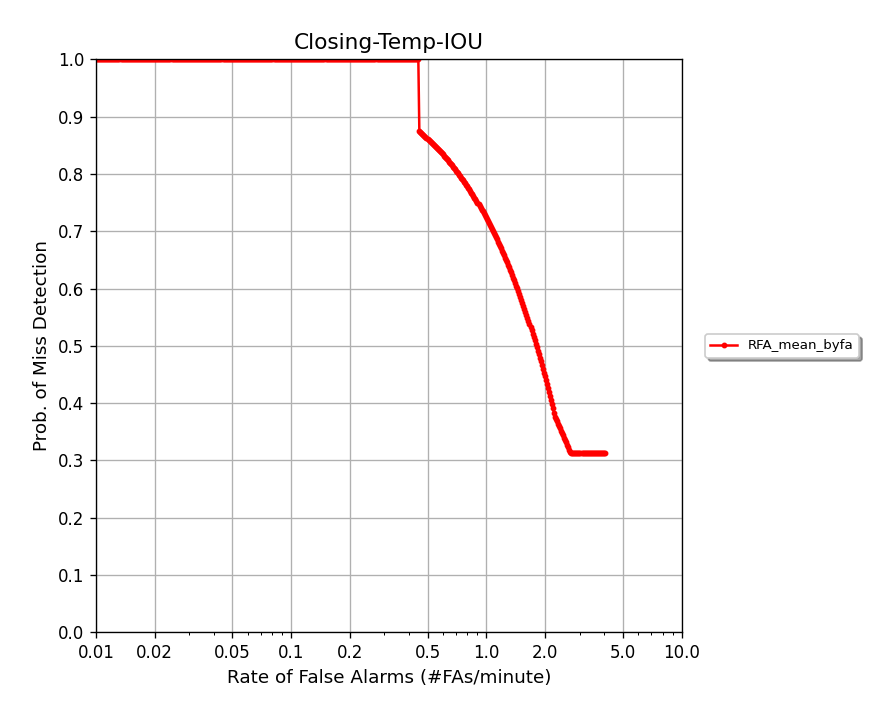 Closing-Temp-IOU
1.0
0.9
0.8
0.7
0.6
0.5
0.4
0.3
0.2
0.1
0.0
Prob. of Miss Detection
0.01 0.02 0.05 0.1 0.2 0.5 1.0 2.0 5.0 10.0
Rate of False Alarms (#FAs/minute)
RFA_mean_byfa